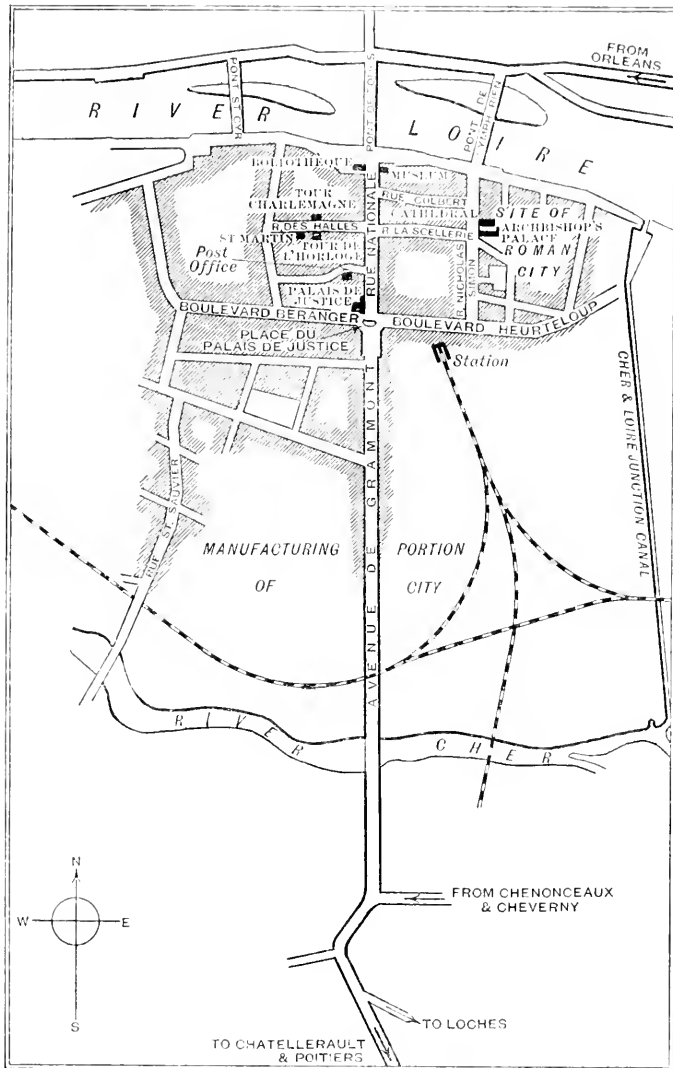 FROM
ORLEANS
PONT ST CYR
PONT DE TOURS
RIVER
LOIRE
BOLIOTHÈQUE
MUSEUM
TOUR
CHARLEMAGNE
RUE COLBERT
CATHEDRAL
SITE OF
ARCHBISHOP'S
PALACE
ROMAN
CITY
R. DES HALLES
R. LA SCELLERIE
ST MARTIN
TOUR DE
L'HORLOGE
Post
Office
RUE NATIONALE
R. NICHOLAS
SIMON
PALAIS DE
JUSTICE
BOULEVARD BERANGER
BOULEVARD HEURTELOUP
PLACE DU
PALAIS DE JUSTICE
Station
CHER & LOIRE JUNCTION CANAL
AVENUE DE GRAMMONT
RUE ST. SAUVIER
MANUFACTURING
PORTION
OF
CITY
RIVER
CHER
N
W
E
S
FROM CHENONCEAUX
& CHEVERNY
TO LOCHES
TO CHATELLERAULT
& POITIERS